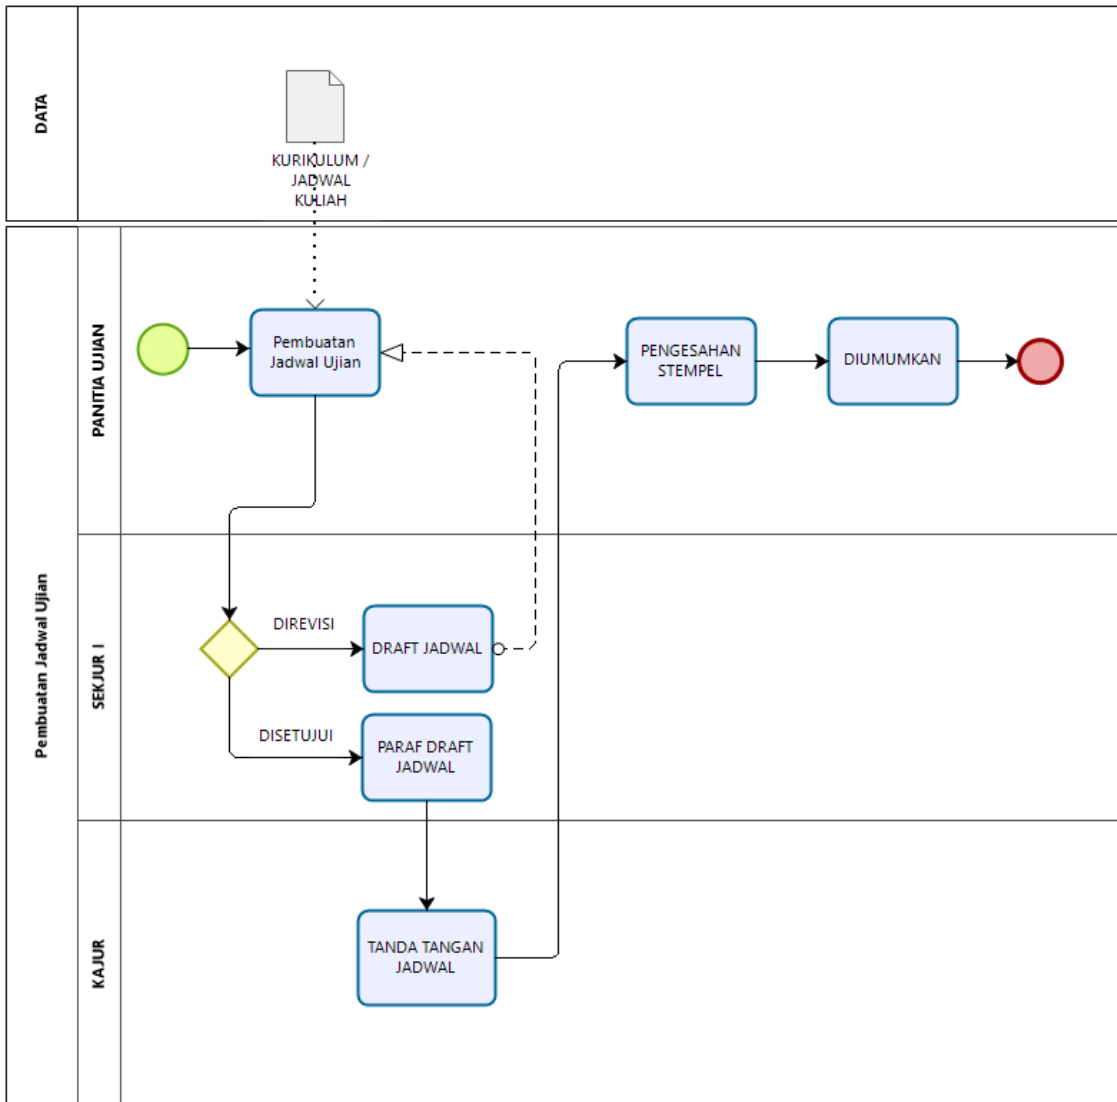 DATA
KURIKULUM /
JADWAL
KULIAH
Pembuatan Jadwal Ujian
PANITIA UJIAN
Pembuatan
Jadwal Ujian
PENGESAHAN
STEMPEL
DIUMUMKAN
SEKJUR I
DIREVISI
DRAFT JADWAL
DISETUJUI
PARAF DRAFT
JADWAL
KAJUR
TANDA TANGAN
JADWAL